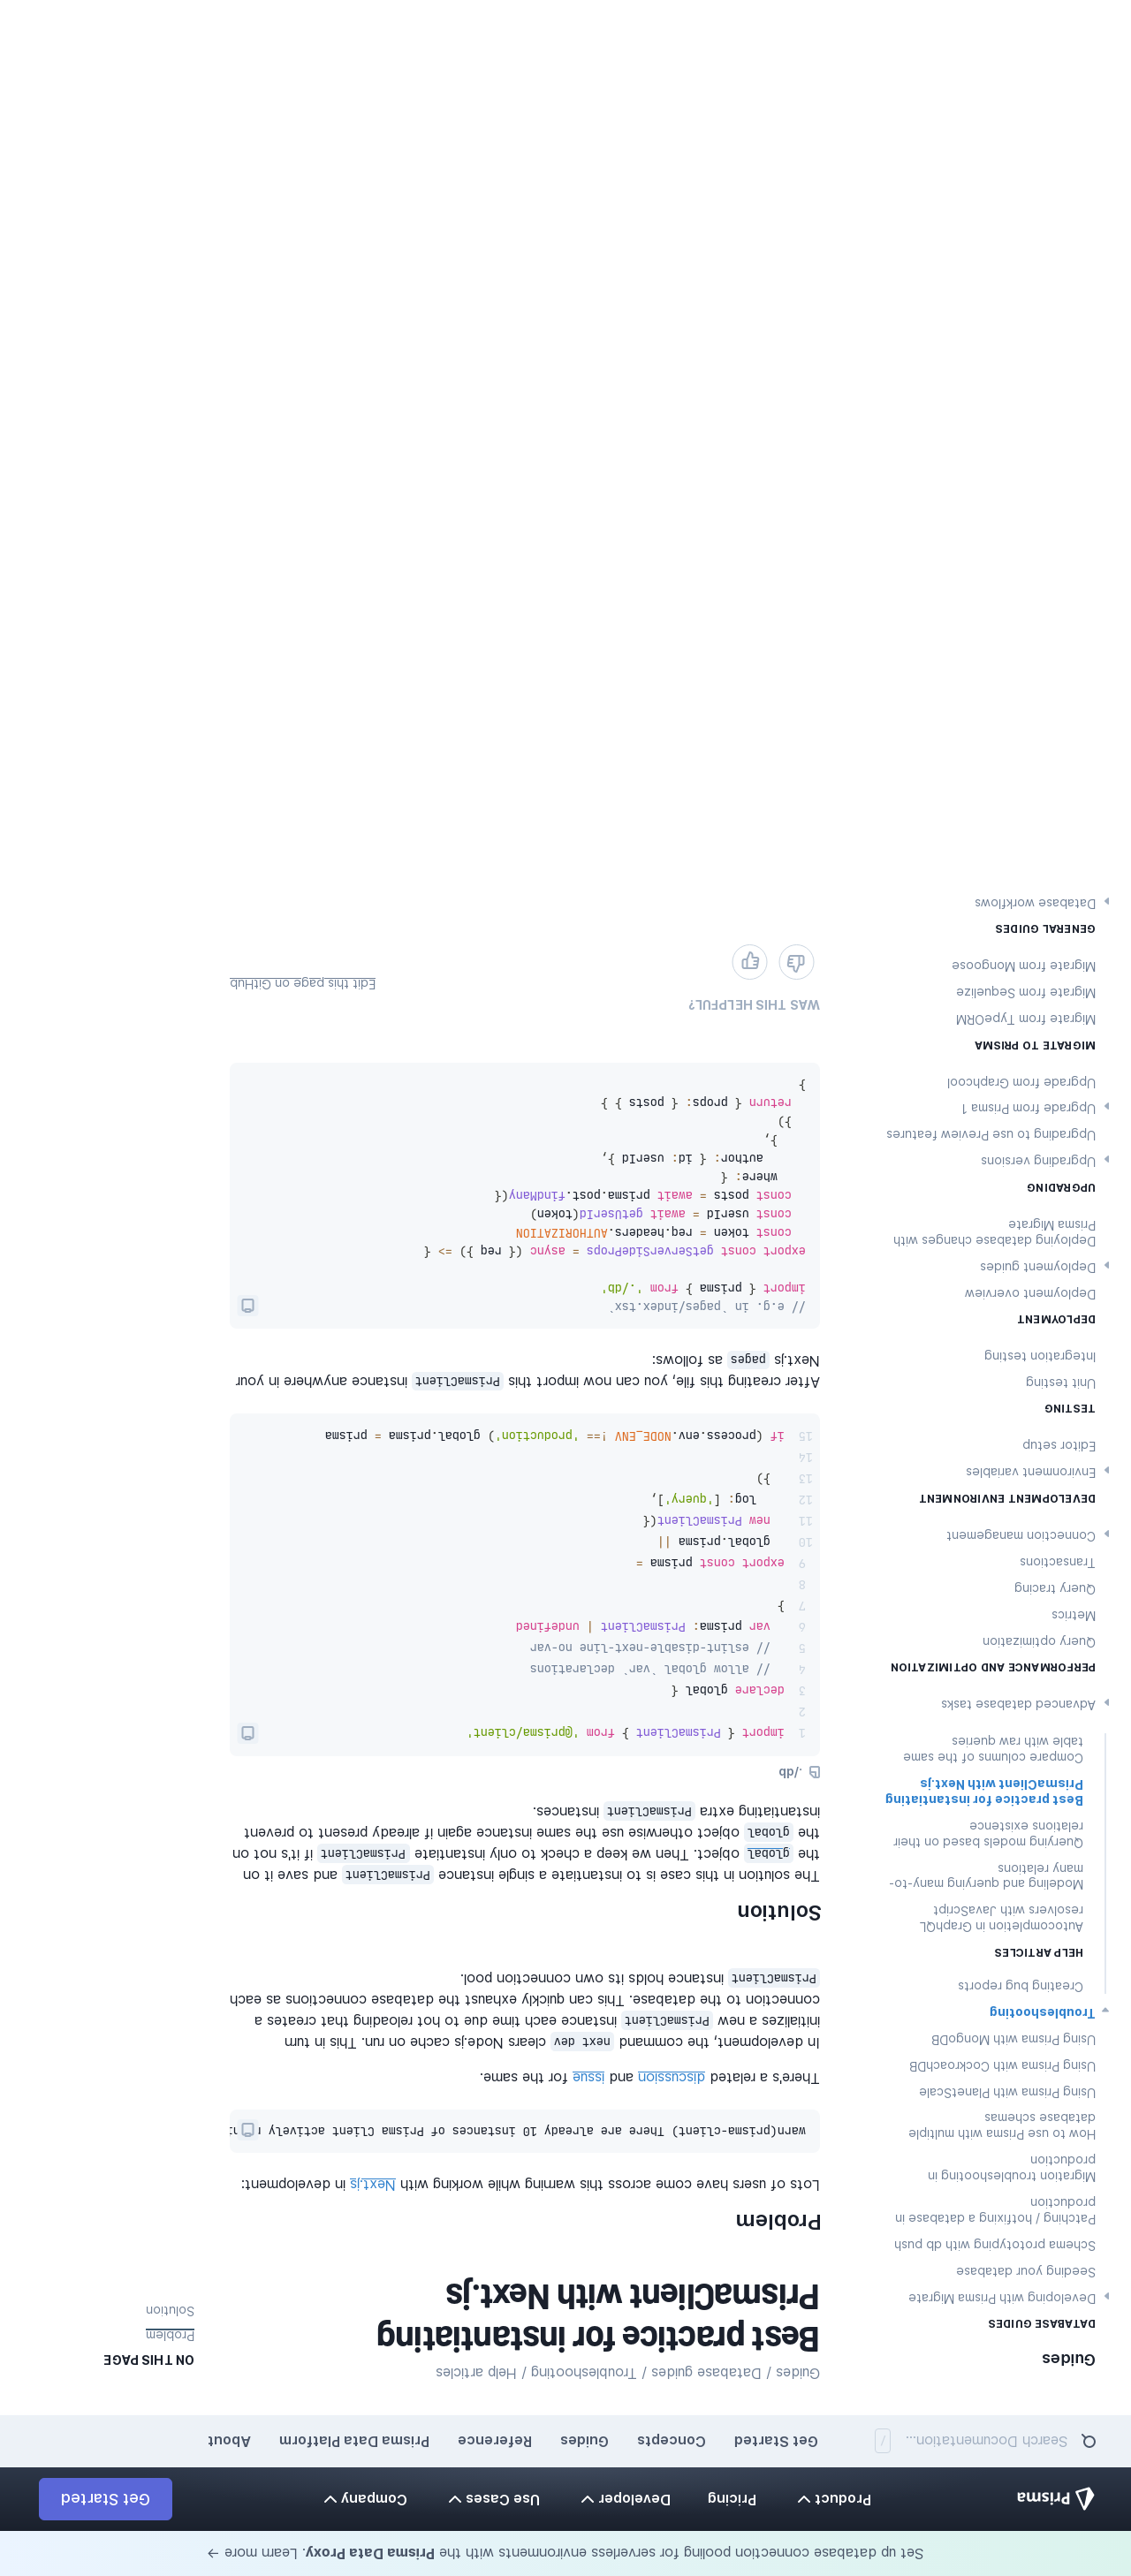 Set up database connection pooling for serverless environments with the Prisma Data Proxy. Learn more →
Prisma
Product
Pricing
Developer
Use Cases
Company
Get Started
Search Documentation...
/
Get Started
Concepts
Guides
Reference
Prisma Data Platform
About
Guides
DATABASE GUIDES
Developing with Prisma Migrate
Seeding your database
Schema prototyping with db push
Patching / hotfixing a database in
production
Migration troubleshooting in
production
How to use Prisma with multiple
database schemas
Using Prisma with PlanetScale
Using Prisma with CockroachDB
Using Prisma with MongoDB
Troubleshooting
Creating bug reports
HELP ARTICLES
Autocompletion in GraphQL
resolvers with JavaScript
Modeling and querying many-to-
many relations
Querying models based on their
relations existence
Best practice for instantiating
PrismaClient with Next.js
Compare columns of the same
table with raw queries
Advanced database tasks
PERFORMANCE AND OPTIMIZATION
Query optimization
Metrics
Query tracing
Transactions
Connection management
DEVELOPMENT ENVIRONMENT
Environment variables
Editor setup
TESTING
Unit testing
Integration testing
DEPLOYMENT
Deployment overview
Deployment guides
Deploying database changes with
Prisma Migrate
UPGRADING
Upgrading versions
Upgrading to use Preview features
Upgrade from Prisma 1
Upgrade from Graphcool
MIGRATE TO PRISMA
Migrate from TypeORM
Migrate from Sequelize
Migrate from Mongoose
GENERAL GUIDES
Database workflows
Guides / Database guides / Troubleshooting / Help articles
Best practice for instantiating
PrismaClient with Next.js
Problem
Lots of users have come across this warning while working with Next.js in development:
warn(prisma-client) There are already 10 instances of Prisma Client actively
There's a related discussion and issue for the same.
In development, the command next dev clears Node.js cache on run. This in turn
initializes a new PrismaClient instance each time due to hot reloading that creates a
connection to the database. This can quickly exhaust the database connections as each
PrismaClient instance holds its own connection pool.
Solution
The solution in this case is to instantiate a single instance PrismaClient and save it on
the global object. Then we keep a check to only instantiate PrismaClient if it's not on
the global object otherwise use the same instance again if already present to prevent
instantiating extra PrismaClient instances.
./db
1 import { PrismaClient } from '@prisma/client'
2
3 declare global {
4 // allow global `var` declarations
5 // eslint-disable-next-line no-var
6 var prisma: PrismaClient | undefined
7 }
8
9 export const prisma =
10 global.prisma ||
11 new PrismaClient({
12 log: ['query'],
13 })
14
15 if (process.env.NODE_ENV !== 'production') global.prisma = prisma
After creating this file, you can now import this PrismaClient instance anywhere in your
Next.js pages as follows:
// e.g. in `pages/index.tsx`
import { prisma } from './db'
export const getServerSideProps = async ({ req }) => {
const token = req.headers.AUTHORIZATION
const userId = await getUserId(token)
const posts = await prisma.post.findMany({
where: {
author: { id: userId },
},
})
return { props: { posts } }
}
WAS THIS HELPFUL?
Edit this page on GitHub
ON THIS PAGE
Problem
Solution